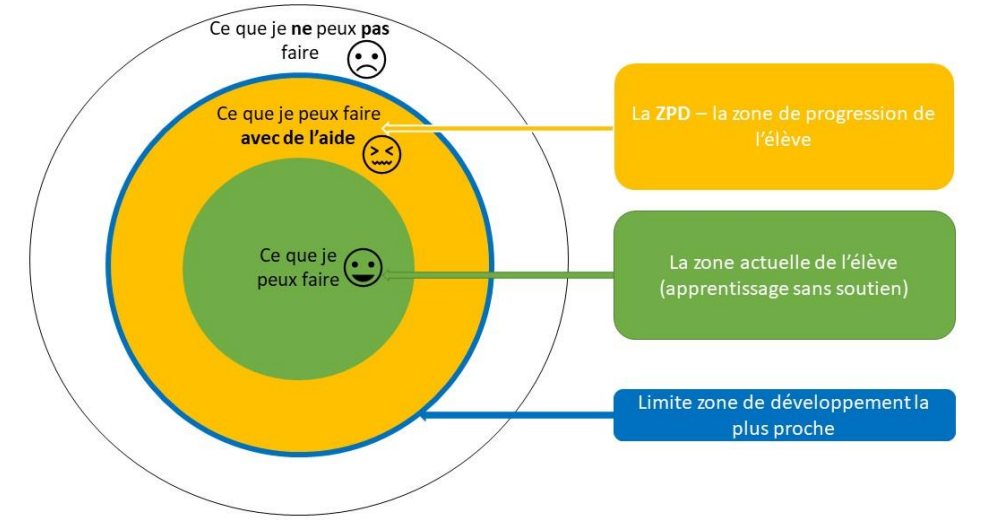 Ce que je ne peux pas
faire
Ce que je peux faire
avec de l’aide
Ce que je
peux faire
La ZPD – la zone de progression de
l’élève
La zone actuelle de l’élève
(apprentissage sans soutien)
Limite zone de développement la
plus proche